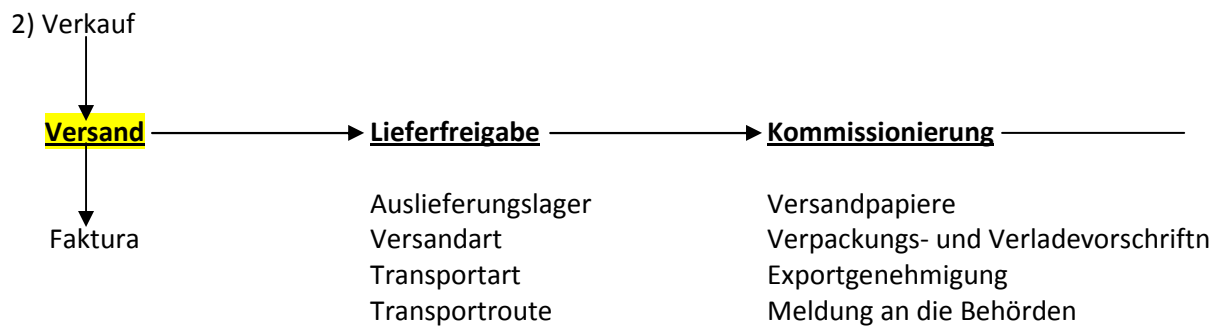 2) Verkauf
Versand Lieferfreigabe Kommissionierung
Auslieferungslager Versandpapiere
Faktura Versandart Verpackungs- und Verladevorschriftn
Transportart Exportgenehmigung
Transportroute Meldung an die Behörden